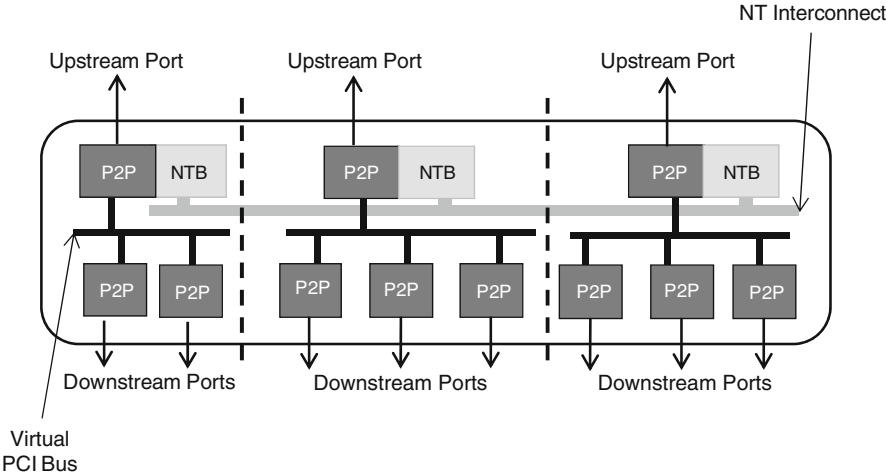 NT Interconnect
Upstream Port
Upstream Port
Upstream Port
P2P
NTB
P2P
NTB
P2P
NTB
P2P
P2P
P2P
P2P
P2P
P2P
P2P
P2P
Downstream Ports
Downstream Ports
Downstream Ports
Virtual
PCI Bus